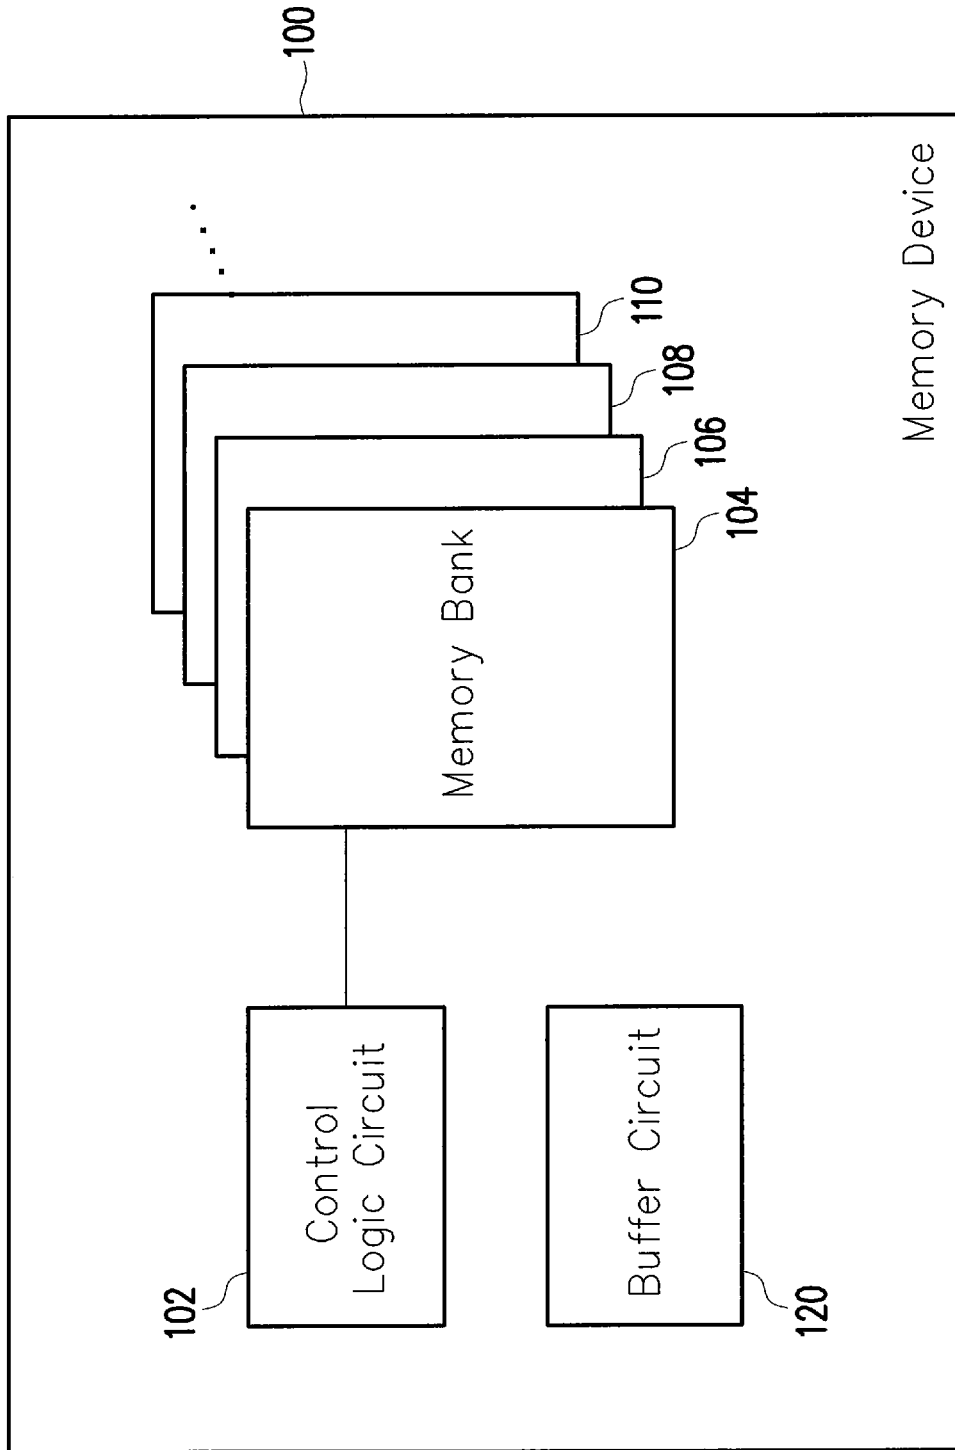 100
110
108
106
104
Memory Bank
102
Control
Logic Circuit
Buffer Circuit
120
Memory Device